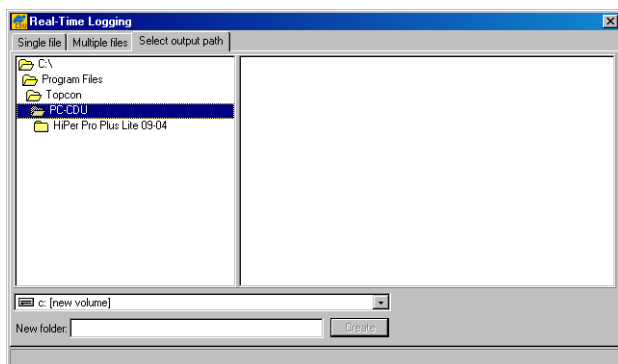 Real-Time Logging
Single file Multiple files Select output path
C:\
Program Files
Topcon
PC-CDU
HiPer Pro Plus Lite 09-04
c: [new volume]
New folder: Create